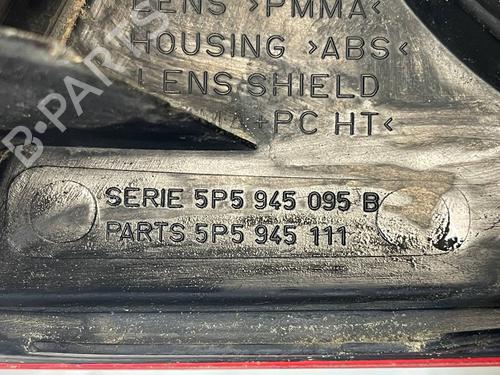 LENS >PMMA<
HOUSING >ABS<
LENS SHIELD
+PC HT<
SERIE 5P5 945 095 B
PARTS 5P5 945 111
B-PARTS